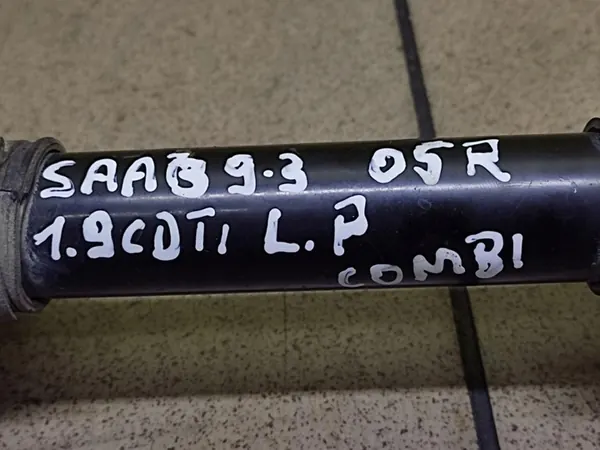 SAAB 9.3 05R
1.9CDTI L.P
COMBI